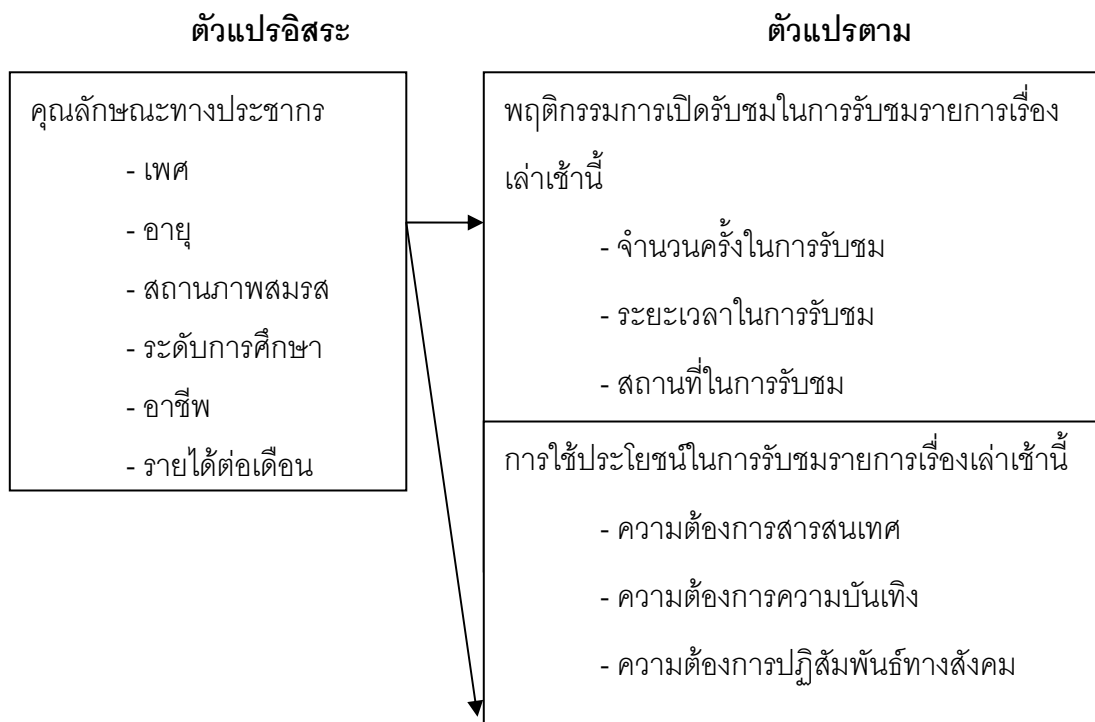 ตัวแปรอิสระ
ตัวแปรตาม
คุณลักษณะทางประชากร
- เพศ
- อายุ
- สถานภาพสมรส
- ระดับการศึกษา
- อาชีพ
- รายได้ต่อเดือน
พฤติกรรมการเปิดรับชมในการรับชมรายการเรื่อง
เล่าเช้านี้
- จำนวนครั้งในการรับชม
- ระยะเวลาในการรับชม
- สถานที่ในการรับชม
การใช้ประโยชน์ในการรับชมรายการเรื่องเล่าเช้านี้
- ความต้องการสารสนเทศ
- ความต้องการความบันเทิง
- ความต้องการปฏิสัมพันธ์ทางสังคม